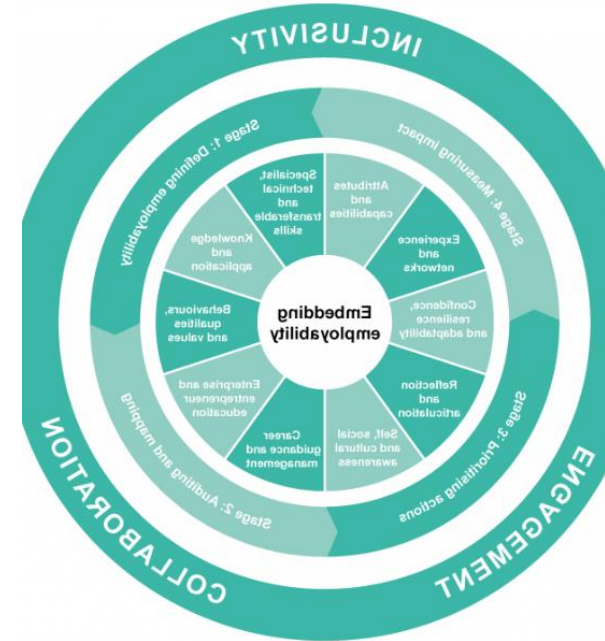 INCLUSIVITY
ENGAGEMENT
COLLABORATION
Stage 1: Defining employability
Stage 2: Auditing and mapping
Stage 3: Prioritising actions
Stage 4: Measuring impact
Specialist,
technical
and
transferable
skills
Attributes
and
capabilities
Experience
and
networks
Confidence,
resilience
and adaptability
Reflection
and
articulation
Self, social
and cultural
awareness
Career
guidance and
management
Enterprise and
entrepreneur
education
Behaviours,
qualities
and values
Knowledge
and
application
Embedding
employability